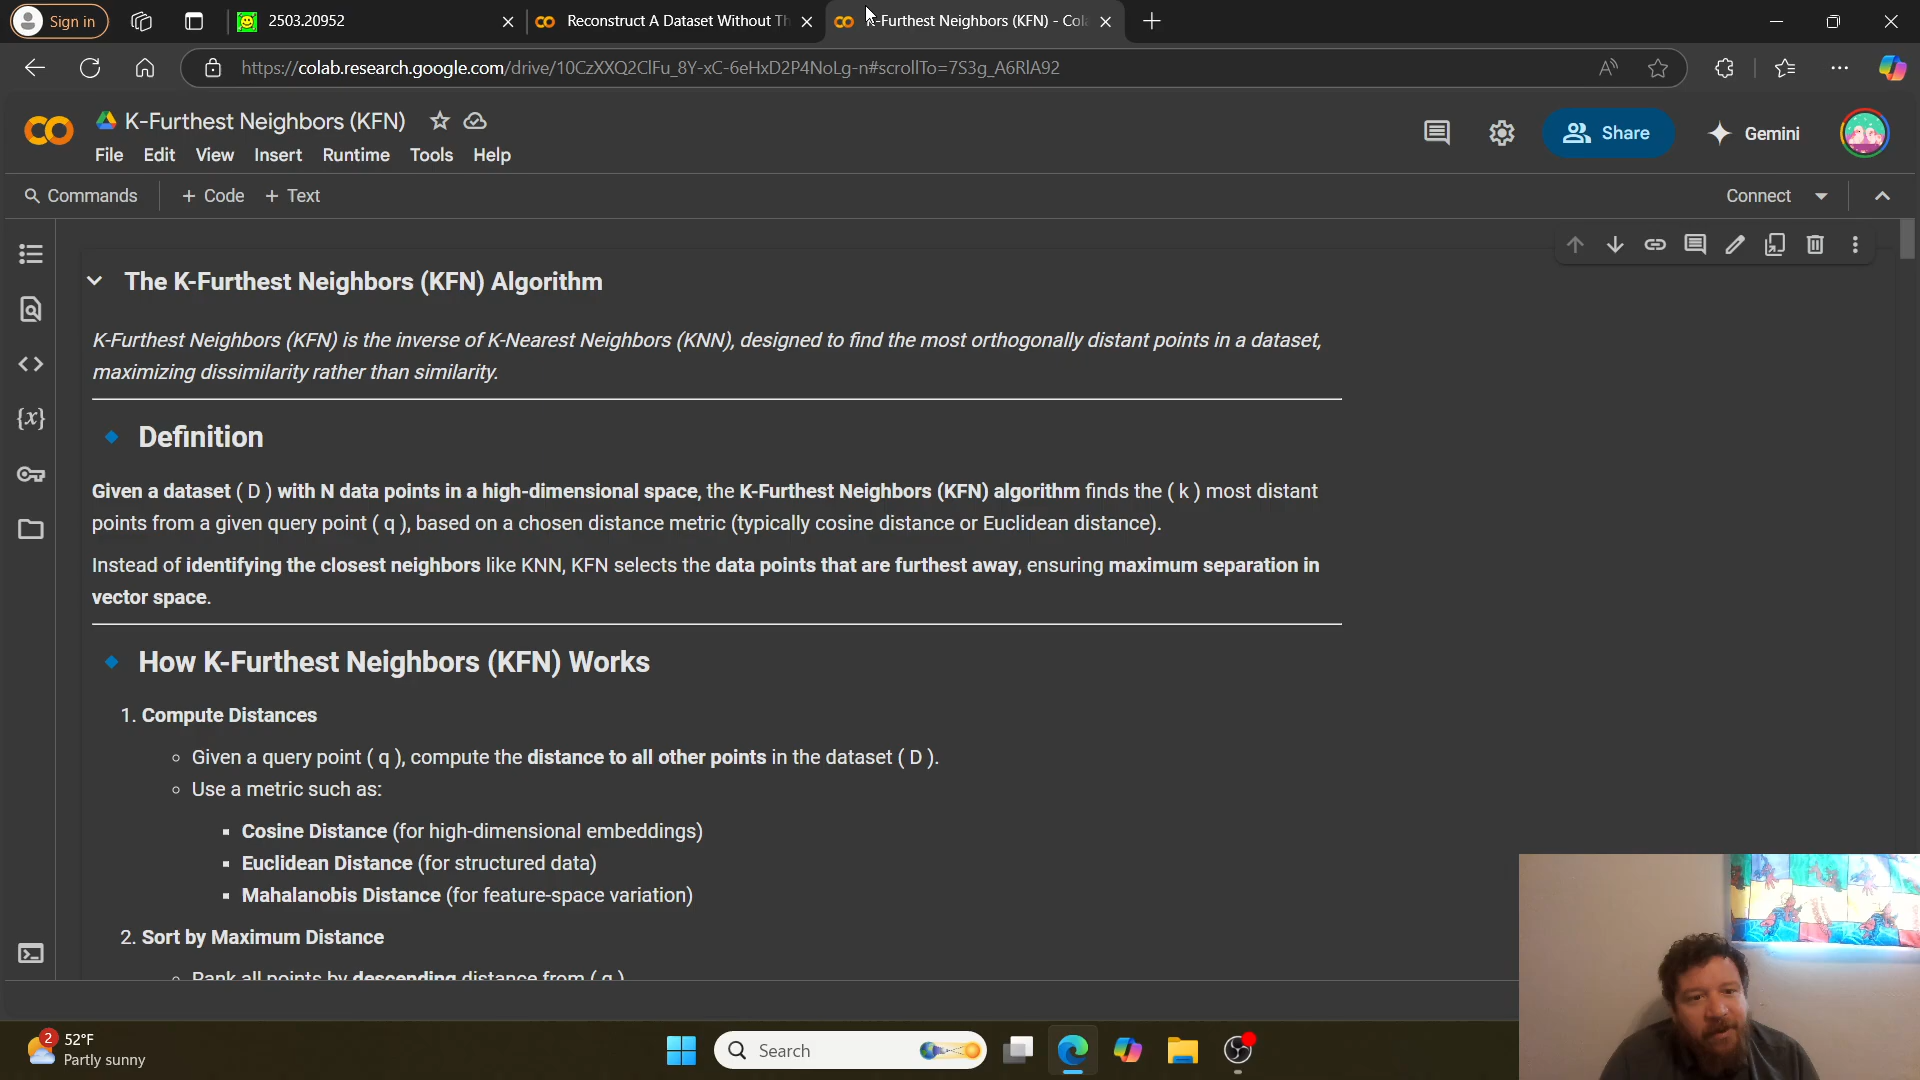 Sign in
2503.20952
Reconstruct A Dataset Without Th
K-Furthest Neighbors (KFN) - Cola
https://colab.research.google.com/drive/10CzXXQ2ClFu_8Y-xC-6eHxD2P4NoLg-n#scrollTo=7S3g_A6RlA92
K-Furthest Neighbors (KFN)
File Edit View Insert Runtime Tools Help
Share
Gemini
Commands + Code + Text
Connect
The K-Furthest Neighbors (KFN) Algorithm
K-Furthest Neighbors (KFN) is the inverse of K-Nearest Neighbors (KNN), designed to find the most orthogonally distant points in a dataset,
maximizing dissimilarity rather than similarity.
Definition
Given a dataset ( D ) with N data points in a high-dimensional space, the K-Furthest Neighbors (KFN) algorithm finds the ( k ) most distant
points from a given query point ( q ), based on a chosen distance metric (typically cosine distance or Euclidean distance).
Instead of identifying the closest neighbors like KNN, KFN selects the data points that are furthest away, ensuring maximum separation in
vector space.
How K-Furthest Neighbors (KFN) Works
1. Compute Distances
Given a query point ( q ), compute the distance to all other points in the dataset ( D ).
Use a metric such as:
Cosine Distance (for high-dimensional embeddings)
Euclidean Distance (for structured data)
Mahalanobis Distance (for feature-space variation)
2. Sort by Maximum Distance
Rank all points by descending distance from ( q )
2
52°F
Partly sunny
Search